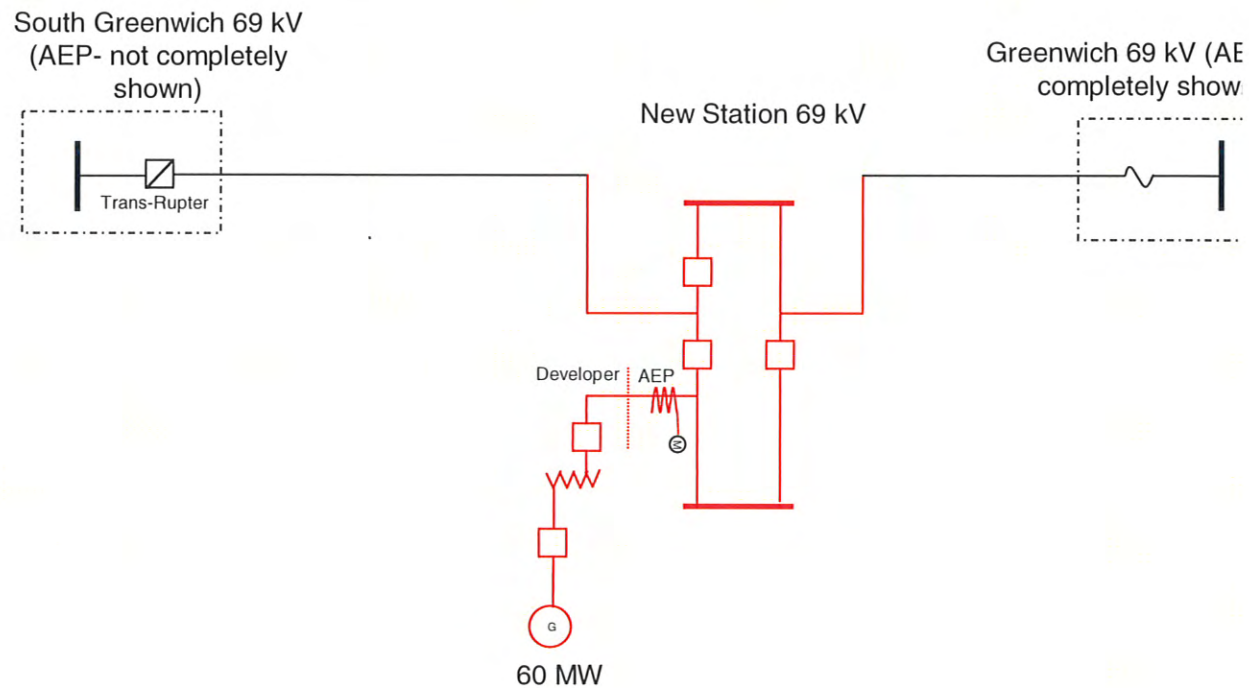 South Greenwich 69 kV
(AEP- not completely
shown)
Greenwich 69 kV (AE
completely show
New Station 69 kV
Trans-Rupter
Developer
AEP
M
G
60 MW